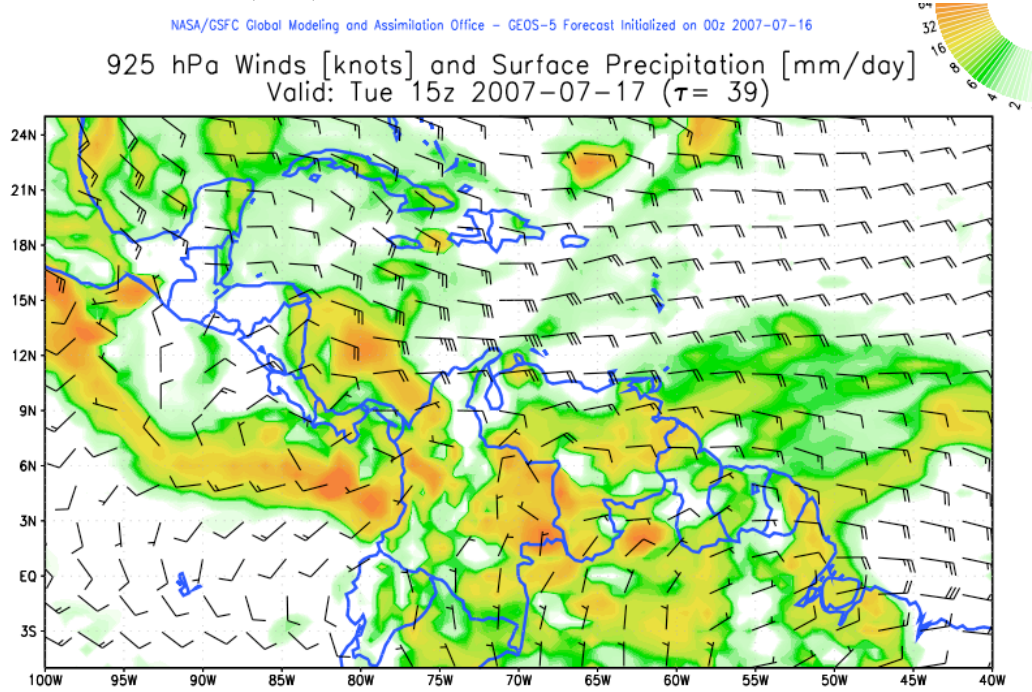 NASA/GSFC Global Modeling and Assimilation Office – GEOS-5 Forecast Initialized on 00z 2007-07-16
925 hPa Winds [knots] and Surface Precipitation [mm/day]
Valid: Tue 15z 2007-07-17 (τ= 39)
64
32
16
8
6
4
2
24N
21N
18N
15N
12N
9N
6N
3N
EQ
3S
100W 95W 90W 85W 80W 75W 70W 65W 60W 55W 50W 45W 40W